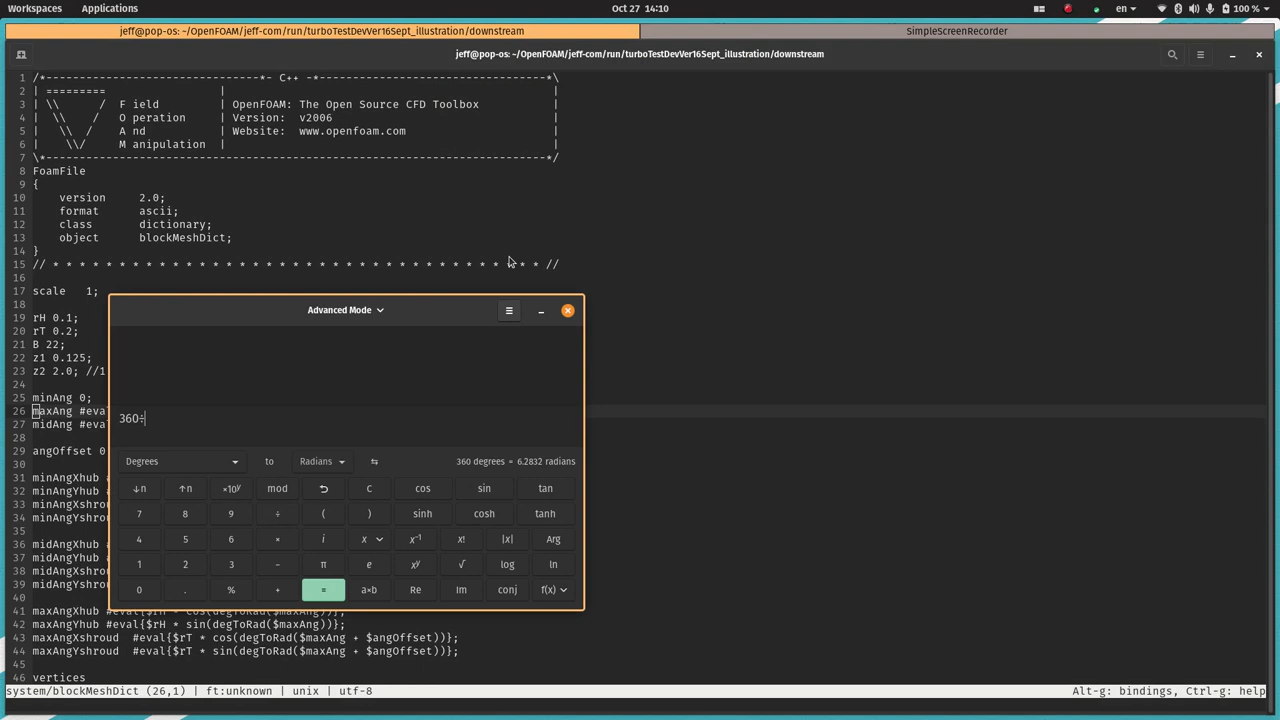 Workspaces Applications Oct 27 14:10 en 100 %
jeff@pop-os: ~/OpenFOAM/jeff-com/run/turboTestDevVer16Sept_illustration/downstream SimpleScreenRecorder
jeff@pop-os: ~/OpenFOAM/jeff-com/run/turboTestDevVer16Sept_illustration/downstream
1 /*--------------------------------*- C++ -*----------------------------------*\
2 | ========= | |
3 | \\ / F ield | OpenFOAM: The Open Source CFD Toolbox |
4 | \\ / O peration | Version: v2006 |
5 | \\ / A nd | Website: www.openfoam.com |
6 | \\/ M anipulation | |
7 \*---------------------------------------------------------------------------*/
8 FoamFile
9 {
10 version 2.0;
11 format ascii;
12 class dictionary;
13 object blockMeshDict;
14 }
15 // * * * * * * * * * * * * * * * * * * * * * * * * * * * * * * * * * * * * * //
16
17 scale 1;
18
19 rH 0.1;
20 rT 0.2;
21 B 22;
22 z1 0.125;
23 z2 2.0; //1
24
25 minAng 0;
26 maxAng #eva
27 midAng #eva
28
29 angOffset 0
30
31 minAngXhub
32 minAngYhub
33 minAngXshro
34 minAngYshro
35
36 midAngXhub
37 midAngYhub
38 midAngXshro
39 midAngYshro
40
41 maxAngXhub #eval{$rH * cos(degToRad($maxAng))};
42 maxAngYhub #eval{$rH * sin(degToRad($maxAng))};
43 maxAngXshroud #eval{$rT * cos(degToRad($maxAng + $angOffset))};
44 maxAngYshroud #eval{$rT * sin(degToRad($maxAng + $angOffset))};
45
46 vertices
system/blockMeshDict (26,1) | ft:unknown | unix | utf-8 Alt-g: bindings, Ctrl-g: help
Advanced Mode
360÷
Degrees to Radians 360 degrees = 6.2832 radians
↓n ↑n ×10y mod C cos sin tan
7 8 9 ÷ ( ) sinh cosh tanh
4 5 6 × i x x⁻¹ x! |x| Arg
1 2 3 − π e xy √ log ln
0 . % + = a×b Re Im conj f(x)